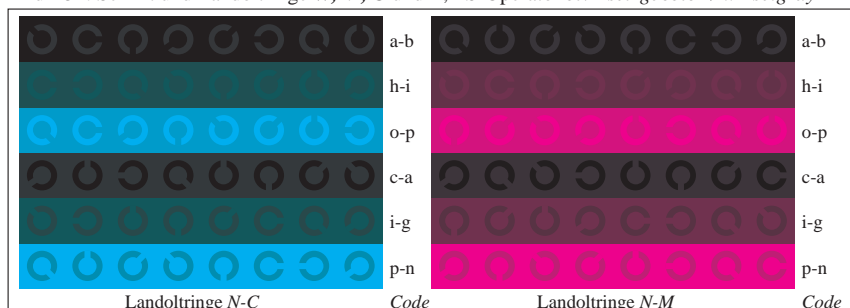 a-b a-b
h-i h-i
o-p o-p
c-a c-a
i-g i-g
p-n p-n
Landoltringe N-C Code Landoltringe N-M Code